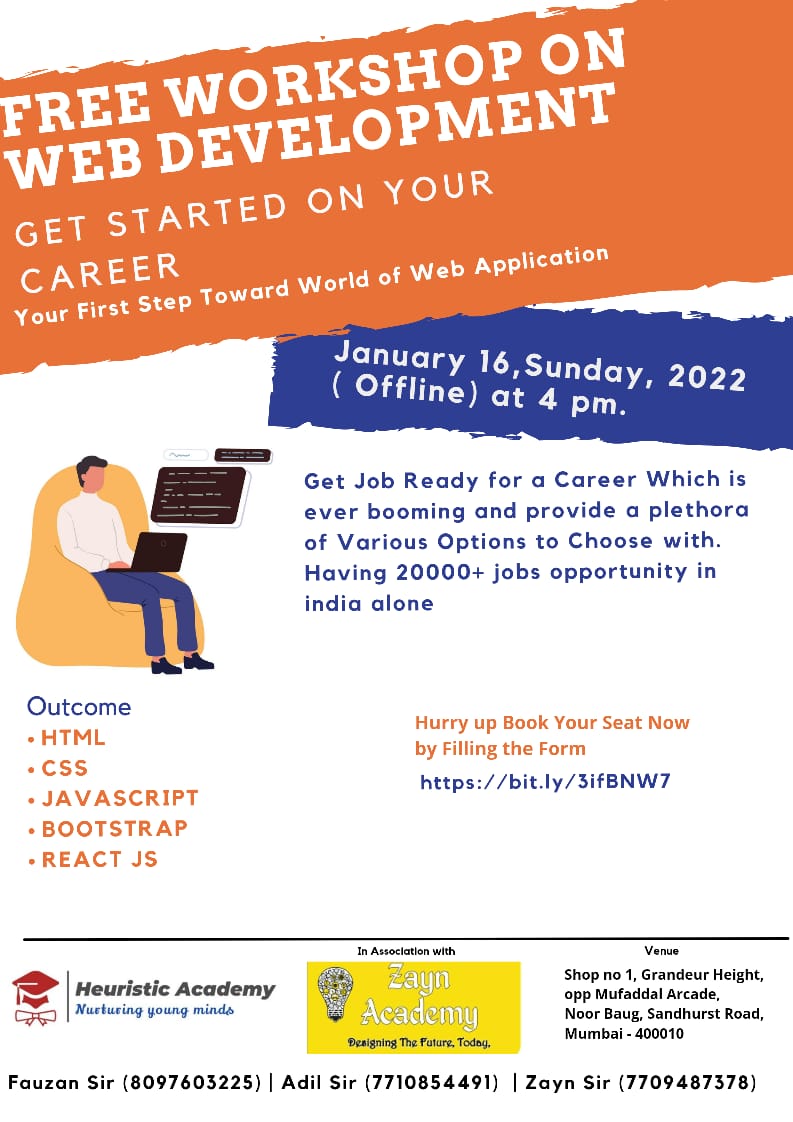 FREE WORKSHOP ON
WEB DEVELOPMENT
GET STARTED ON YOUR
CAREER
Your First Step Toward World of Web Application
January 16,Sunday, 2022
( Offline) at 4 pm.
Get Job Ready for a Career Which is
ever booming and provide a plethora
of Various Options to Choose with.
Having 20000+ jobs opportunity in
india alone
Outcome
• HTML
• CSS
• JAVASCRIPT
• BOOTSTRAP
• REACT JS
Hurry up Book Your Seat Now
by Filling the Form
https://bit.ly/3ifBNW7
Heuristic Academy
Nurturing young minds
In Association with
Zayn
Academy
Designing The Future, Today,
Venue
Shop no 1, Grandeur Height,
opp Mufaddal Arcade,
Noor Baug, Sandhurst Road,
Mumbai - 400010
Fauzan Sir (8097603225) | Adil Sir (7710854491) | Zayn Sir (7709487378)